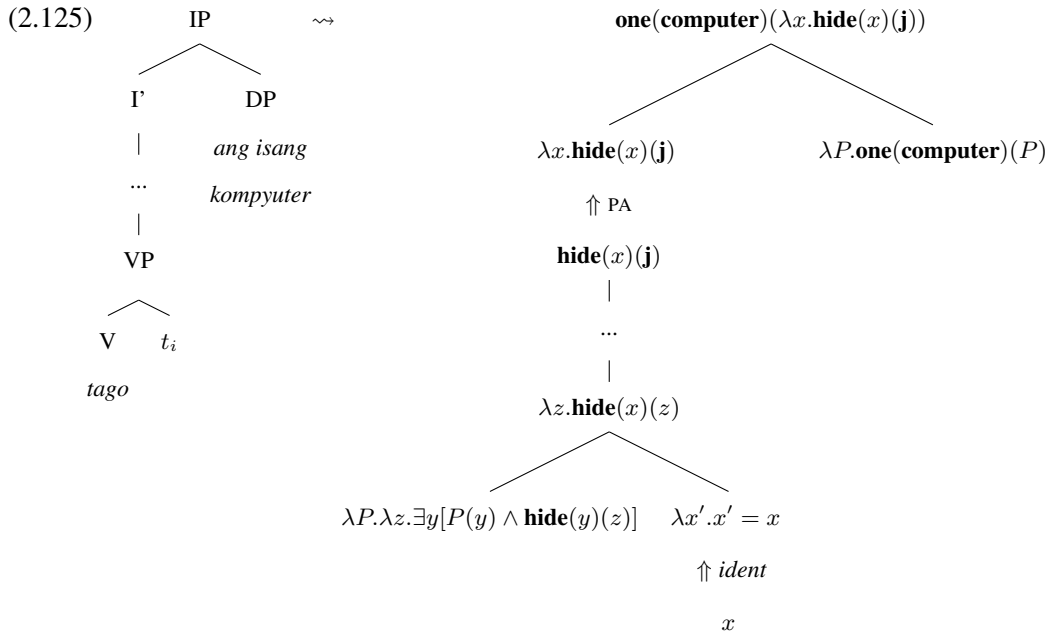 (2.125) IP ⇝ one(computer)(λx.hide(x)(j))
I' DP λx.hide(x)(j) λP.one(computer)(P)
| ang isang
... kompyuter ⇑ PA
| hide(x)(j)
VP |
V tᵢ ...
tago |
λz.hide(x)(z)
λP.λz.∃y[P(y) ∧ hide(y)(z)] λx′.x′ = x
⇑ ident
x